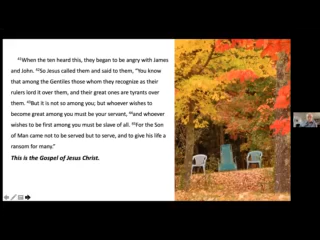 ⁴¹When the ten heard this, they began to be angry with James
and John. ⁴²So Jesus called them and said to them, "You know
that among the Gentiles those whom they recognize as their
rulers lord it over them, and their great ones are tyrants over
them. ⁴³But it is not so among you; but whoever wishes to
become great among you must be your servant, ⁴⁴and whoever
wishes to be first among you must be slave of all. ⁴⁵For the Son
of Man came not to be served but to serve, and to give his life a
ransom for many."
This is the Gospel of Jesus Christ.